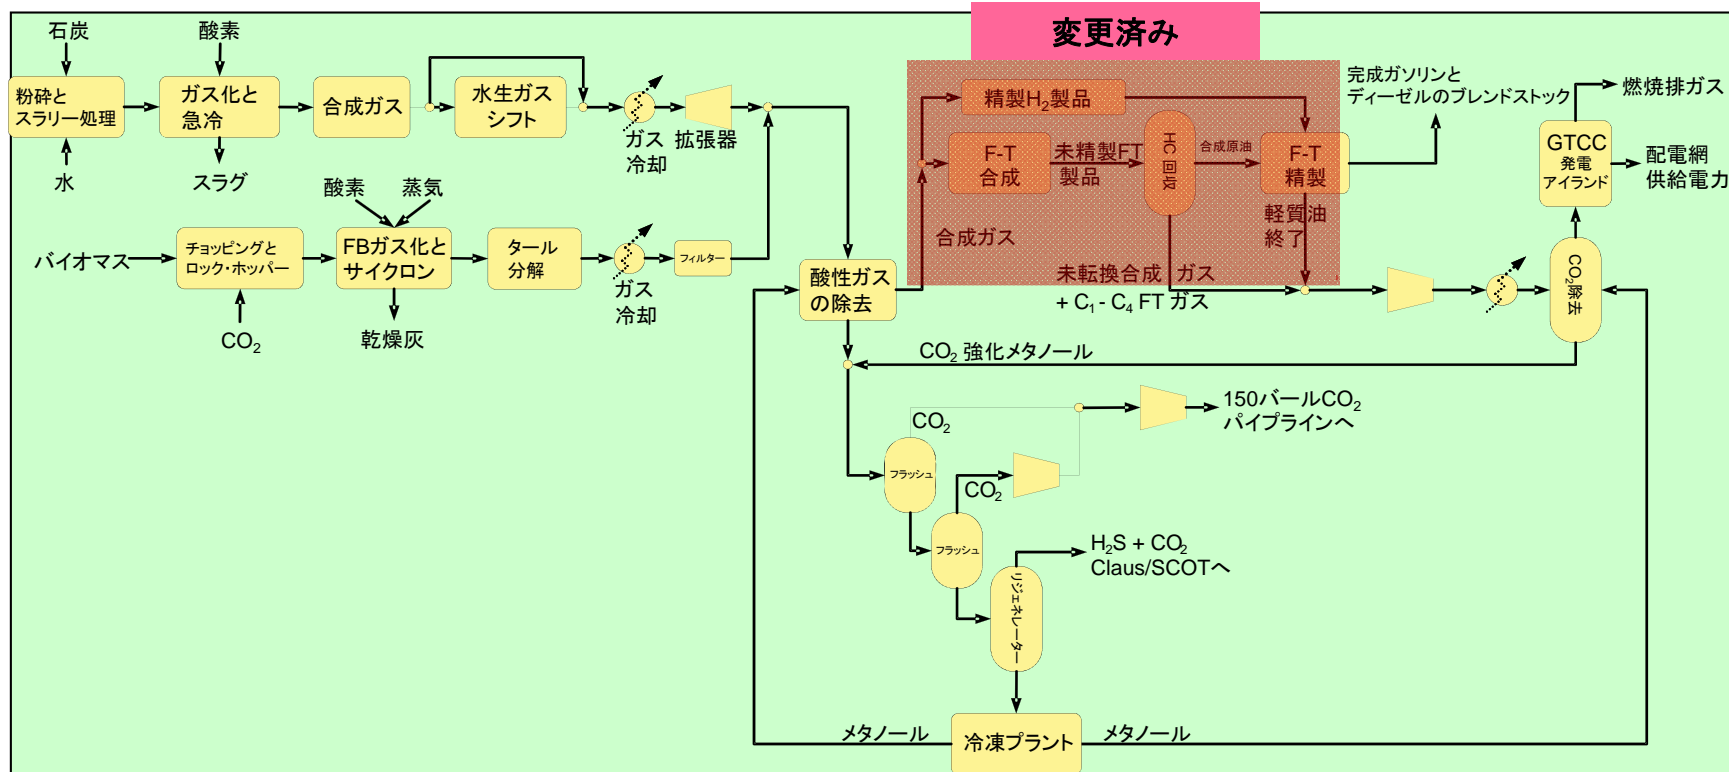 変更済み
石炭
酸素
粉砕と
スラリー処理
ガス化と
急冷
合成ガス
水生ガス
シフト
ガス
冷却
拡張器
水
スラグ
精製H₂製品
F-T
合成
未精製FT
製品
HC 回収
合成原油
F-T
精製
完成ガソリンと
ディーゼルのブレンドストック
燃焼排ガス
GTCC
発電
アイランド
配電網
供給電力
酸素
蒸気
バイオマス
チョッピングと
ロック・ホッパー
FBガス化と
サイクロン
タール
分解
ガス
冷却
フィルター
CO₂
乾燥灰
合成ガス
軽質油
終了
酸性ガス
の除去
未転換合成 ガス
+ C₁ - C₄ FT ガス
CO₂除去
CO₂ 強化メタノール
CO₂
150バールCO₂
パイプラインへ
フラッシュ
CO₂
フラッシュ
H₂S + CO₂
Claus/SCOTへ
リジェネレーター
メタノール
冷凍プラント
メタノール